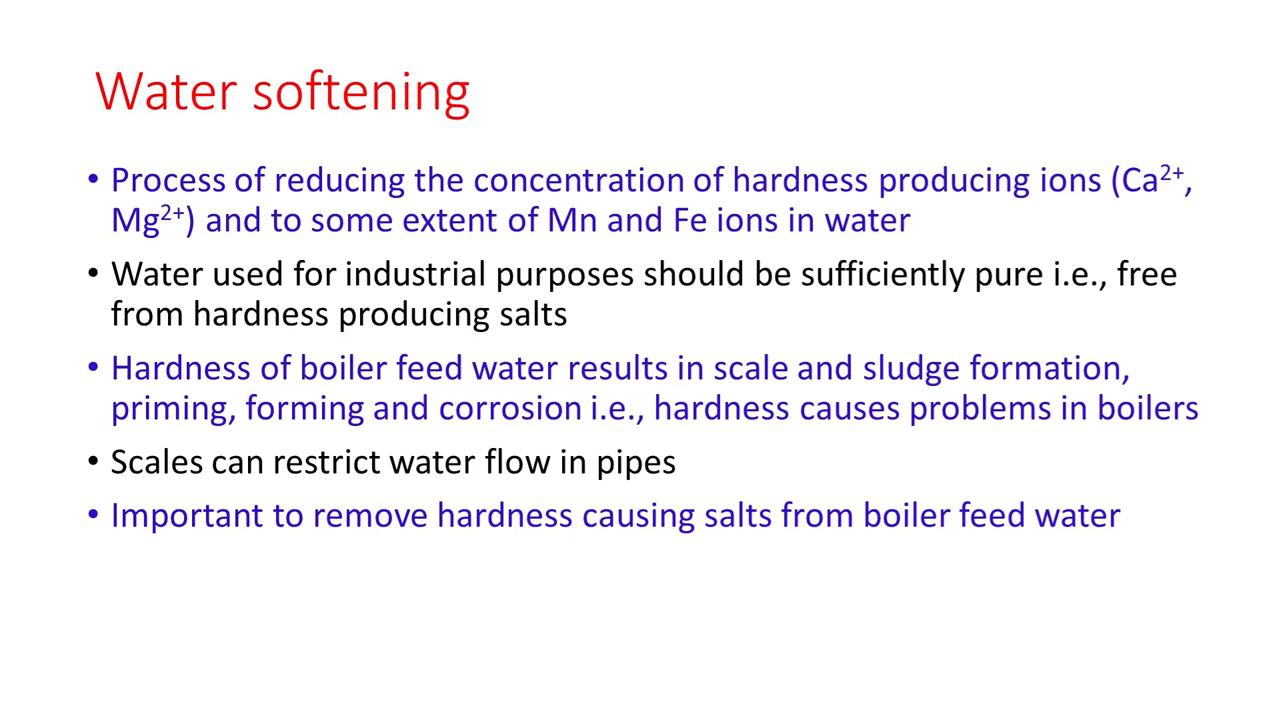 Water softening
• Process of reducing the concentration of hardness producing ions (Ca²⁺,
Mg²⁺) and to some extent of Mn and Fe ions in water
• Water used for industrial purposes should be sufficiently pure i.e., free
from hardness producing salts
• Hardness of boiler feed water results in scale and sludge formation,
priming, forming and corrosion i.e., hardness causes problems in boilers
• Scales can restrict water flow in pipes
• Important to remove hardness causing salts from boiler feed water